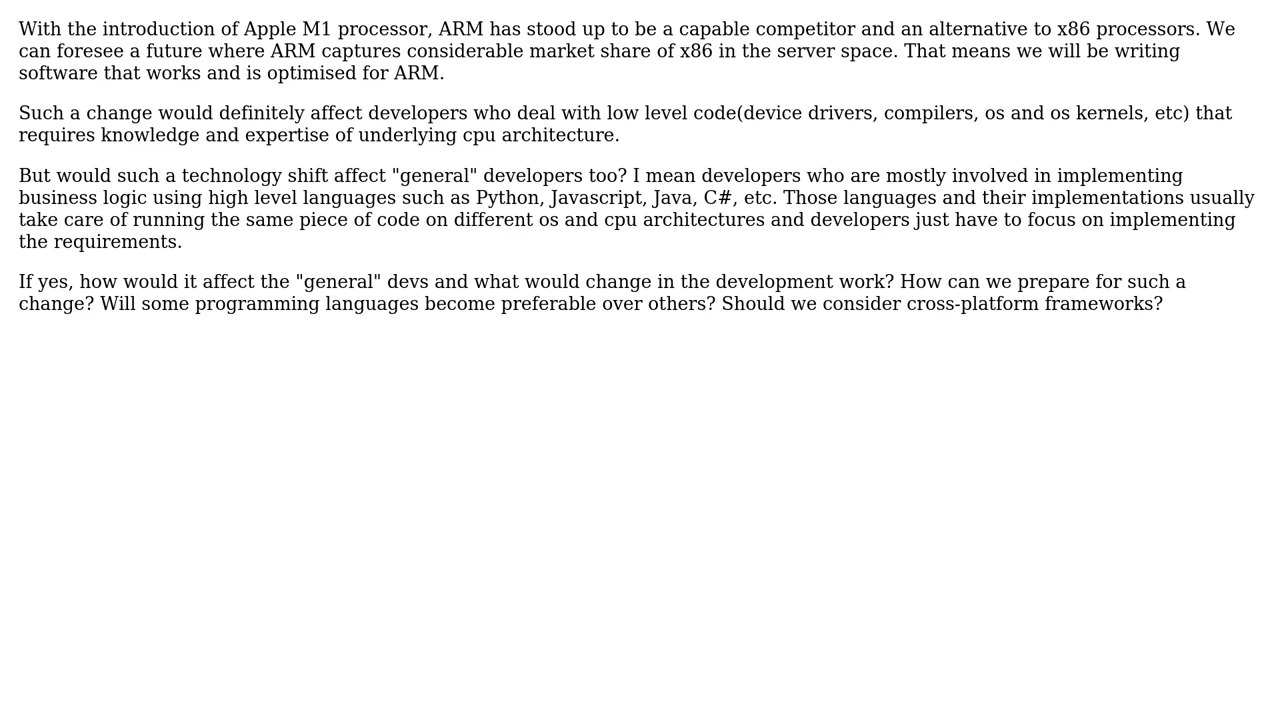 With the introduction of Apple M1 processor, ARM has stood up to be a capable competitor and an alternative to x86 processors. We
can foresee a future where ARM captures considerable market share of x86 in the server space. That means we will be writing
software that works and is optimised for ARM.
Such a change would definitely affect developers who deal with low level code(device drivers, compilers, os and os kernels, etc) that
requires knowledge and expertise of underlying cpu architecture.
But would such a technology shift affect "general" developers too? I mean developers who are mostly involved in implementing
business logic using high level languages such as Python, Javascript, Java, C#, etc. Those languages and their implementations usually
take care of running the same piece of code on different os and cpu architectures and developers just have to focus on implementing
the requirements.
If yes, how would it affect the "general" devs and what would change in the development work? How can we prepare for such a
change? Will some programming languages become preferable over others? Should we consider cross-platform frameworks?